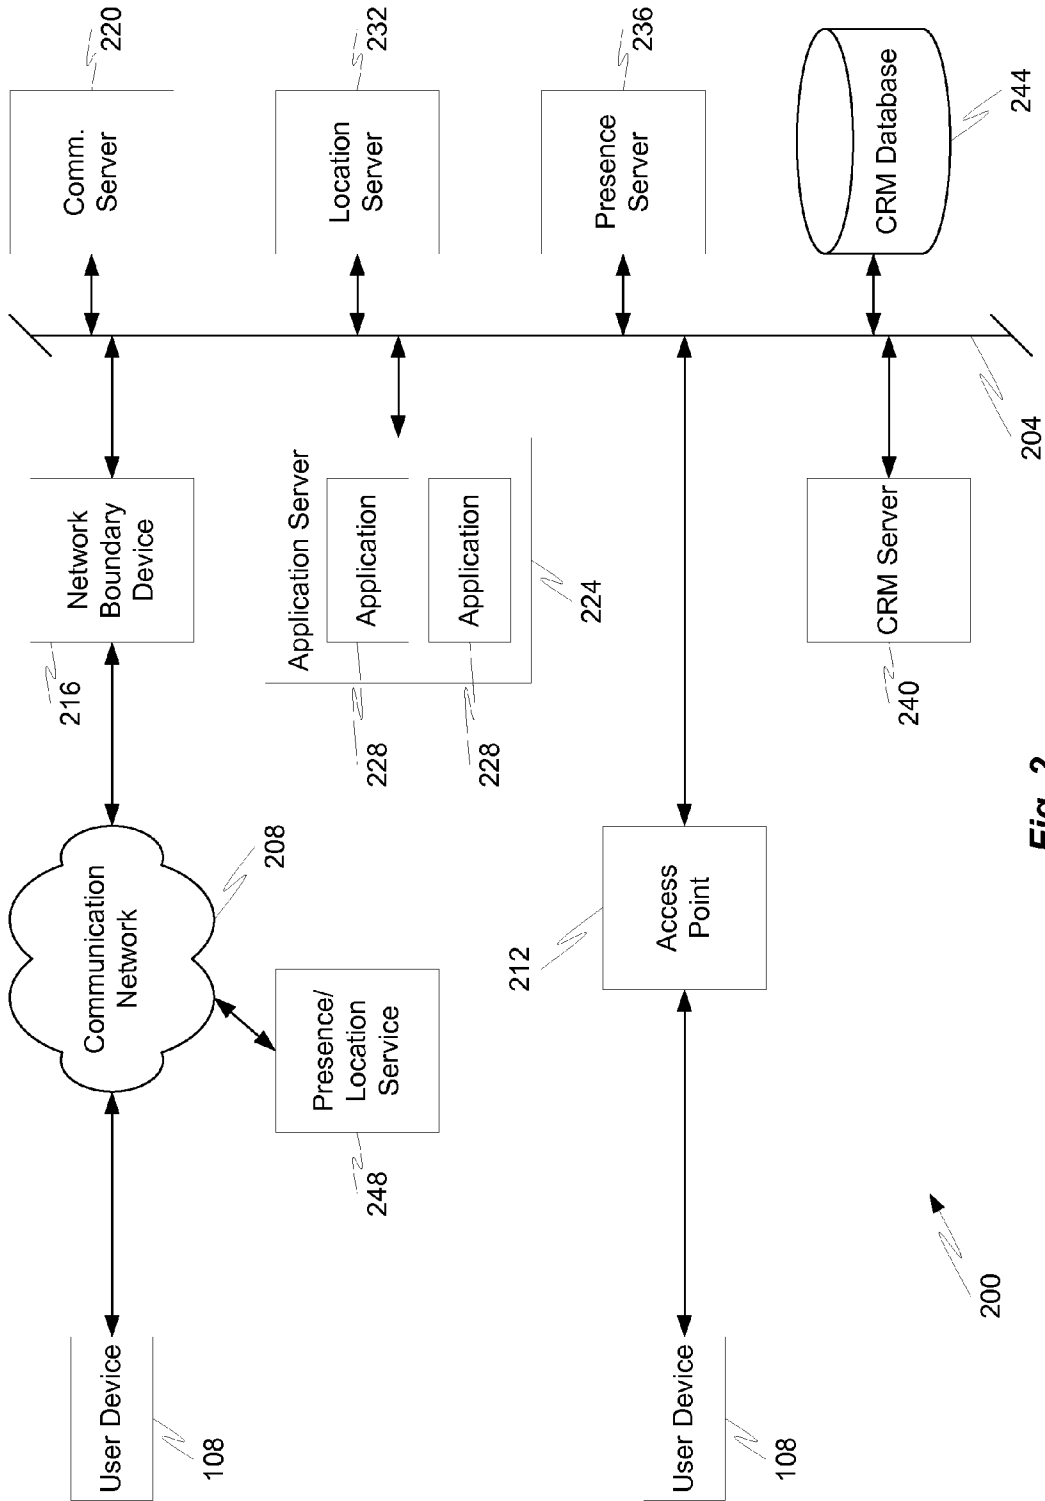 User Device
108
Communication
Network
208
Presence/
Location
Service
248
216
Network
Boundary
Device
Comm.
Server
220
Application Server
Application
228
Application
228
224
Location
Server
232
Presence
Server
236
User Device
108
212
Access
Point
240
CRM Server
CRM Database
244
204
200
Fig. 2